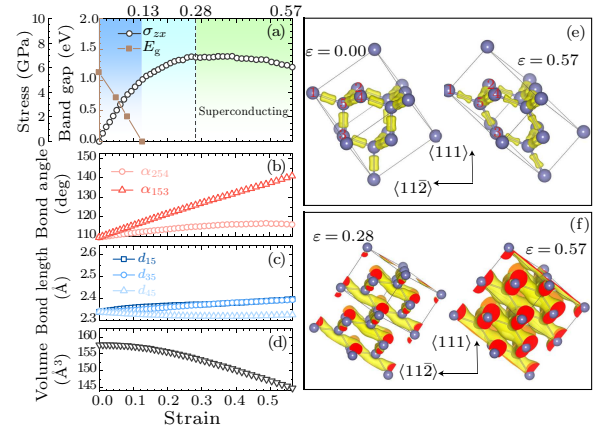 0.13 0.28 0.57
Stress (GPa)
Band gap (eV)
10
8
6
4
2
0
2.0
1.5
1.0
0.5
0.0
σzx
Eg
(a)
Superconducting
Bond angle
(deg)
150
140
130
120
110
α254
α153
(b)
Bond length
(Å)
2.6
2.5
2.4
2.3
d15
d35
d45
(c)
Volume
(Å3)
160
155
150
145
(d)
0.0 0.1 0.2 0.3 0.4 0.5
Strain
(e)
ε = 0.00
ε = 0.57
⟨111⟩
⟨112̅⟩
(f)
ε = 0.28
ε = 0.57
⟨111⟩
⟨112̅⟩